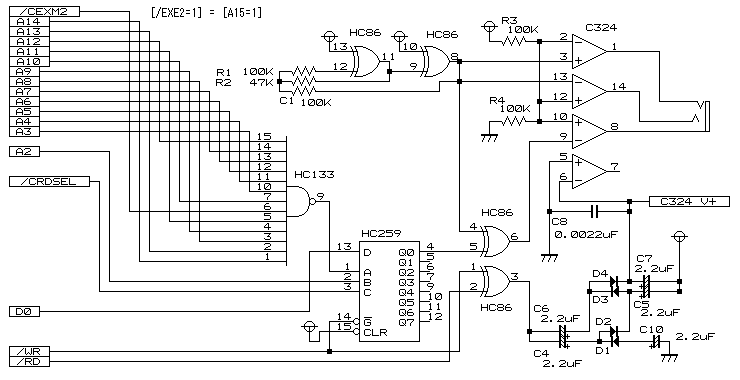 /CEXM2
[/EXE2=1] = [A15=1]
A14
A13
A12
A11
A10
A9
A8
A7
A6
A5
A4
A3
A2
/CRDSEL
D0
/WR
/RD
HC86
HC86
13
12
11
10
9
8
R1 100K
R2 47K
C1 100K
R3
100K
R4
100K
C324
2
3
1
13
12
14
10
9
8
5
6
7
15
14
13
12
11
10
7
6
5
4
3
2
1
HC133
9
HC259
13 D
1 A
2 B
3 C
14 G
15 CLR
Q0 4
Q1 5
Q2 6
Q3 7
Q4 9
Q5 10
Q6 11
Q7 12
HC86
4
5
6
1
2
3
HC86
C324 V+
C8
0.0022uF
C7
2.2uF
D4
D3
C5
2.2uF
C6
2.2uF
D2
D1
C10
2.2uF
C4
2.2uF